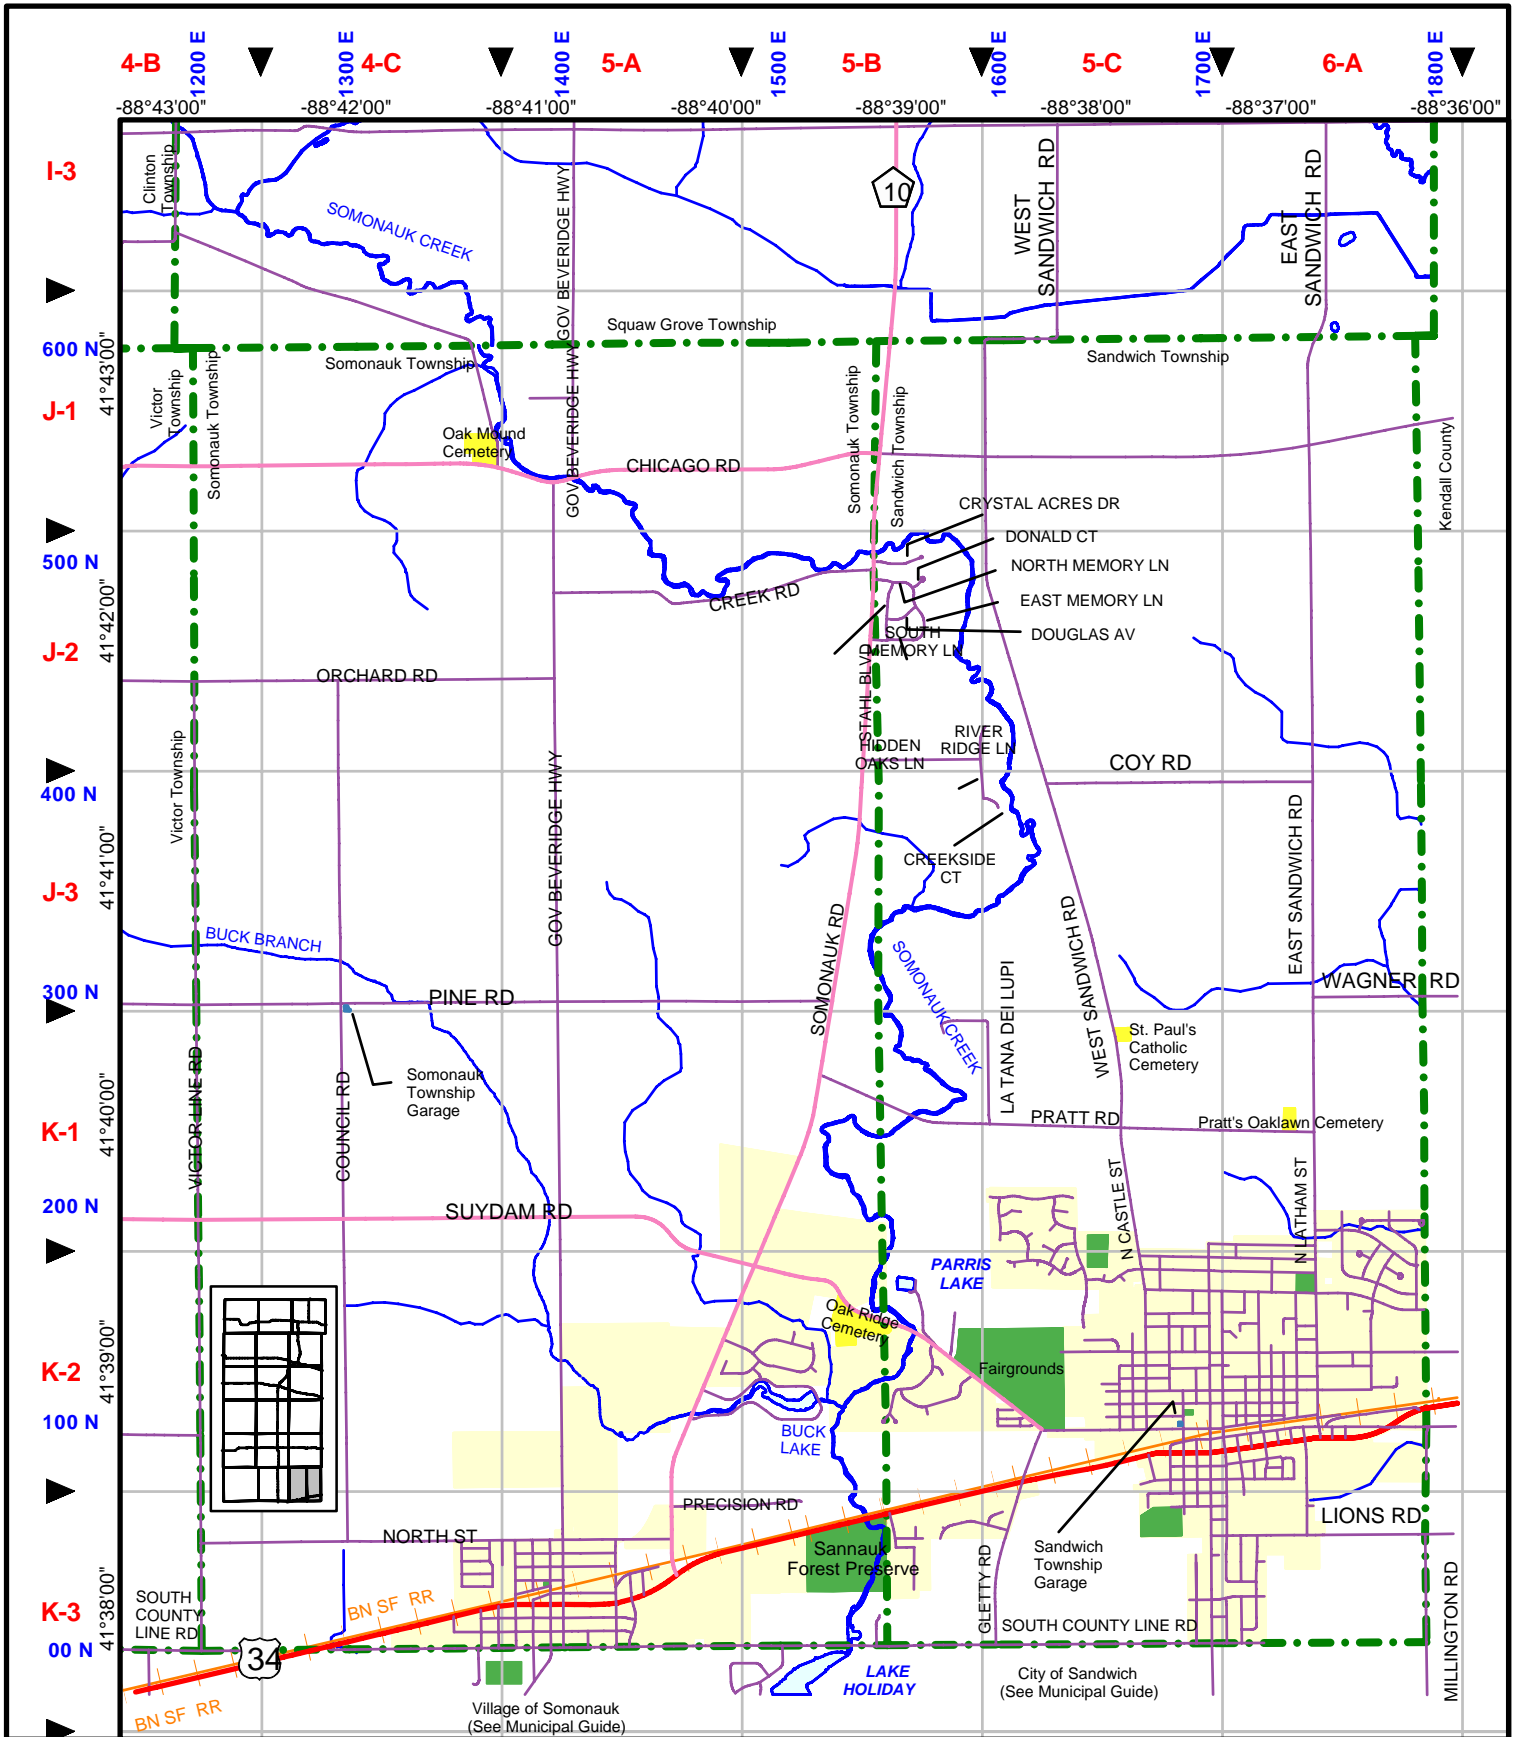 4-B
1200 E
1300 E
4-C
1400 E
5-A
1500 E
5-B
1600 E
5-C
1700 E
6-A
1800 E
-88°43'00"
-88°42'00"
-88°41'00"
-88°40'00"
-88°39'00"
-88°38'00"
-88°37'00"
-88°36'00"
I-3
Clinton
Township
SOMONAUK CREEK
GOV BEVERIDGE HWY
10
WEST
SANDWICH RD
EAST
SANDWICH RD
600 N
41°43'00"
Squaw Grove Township
Somonauk Township
Sandwich Township
J-1
Victor
Township
Somonauk Township
GOV BEVERIDGE HWY
Somonauk Township
Sandwich Township
Kendall County
Oak Mound
Cemetery
CHICAGO RD
CRYSTAL ACRES DR
DONALD CT
NORTH MEMORY LN
EAST MEMORY LN
DOUGLAS AV
SOUTH
MEMORY LN
500 N
41°42'00"
CREEK RD
J-2
ORCHARD RD
STAHL BLVD
HIDDEN
OAKS LN
RIVER
RIDGE LN
COY RD
Victor Township
GOV BEVERIDGE HWY
400 N
41°41'00"
CREEKSIDE
CT
EAST SANDWICH RD
J-3
BUCK BRANCH
SOMONAUK RD
SOMONAUK CREEK
LA TANA DEI LUPI
WEST SANDWICH RD
WAGNER RD
300 N
PINE RD
St. Paul's
Catholic
Cemetery
VICTOR LINE RD
COUNCIL RD
Somonauk
Township
Garage
41°40'00"
K-1
PRATT RD
Pratt's Oaklawn Cemetery
200 N
SUYDAM RD
N CASTLE ST
N LATHAM ST
PARRIS
LAKE
Oak Ridge
Cemetery
41°39'00"
K-2
Fairgrounds
100 N
BUCK
LAKE
PRECISION RD
LIONS RD
NORTH ST
Sannauk
Forest Preserve
Sandwich
Township
Garage
GLETTY RD
MILLINGTON RD
41°38'00"
K-3
SOUTH
COUNTY
LINE RD
BN SF RR
SOUTH COUNTY LINE RD
00 N
34
LAKE
HOLIDAY
City of Sandwich
(See Municipal Guide)
BN SF RR
Village of Somonauk
(See Municipal Guide)